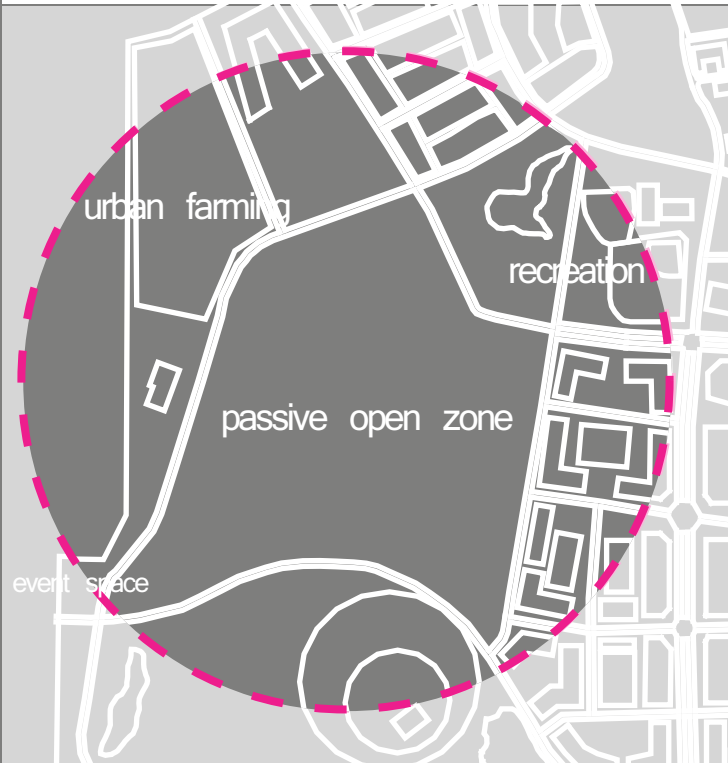 urban farming
recreation
passive open zone
event space